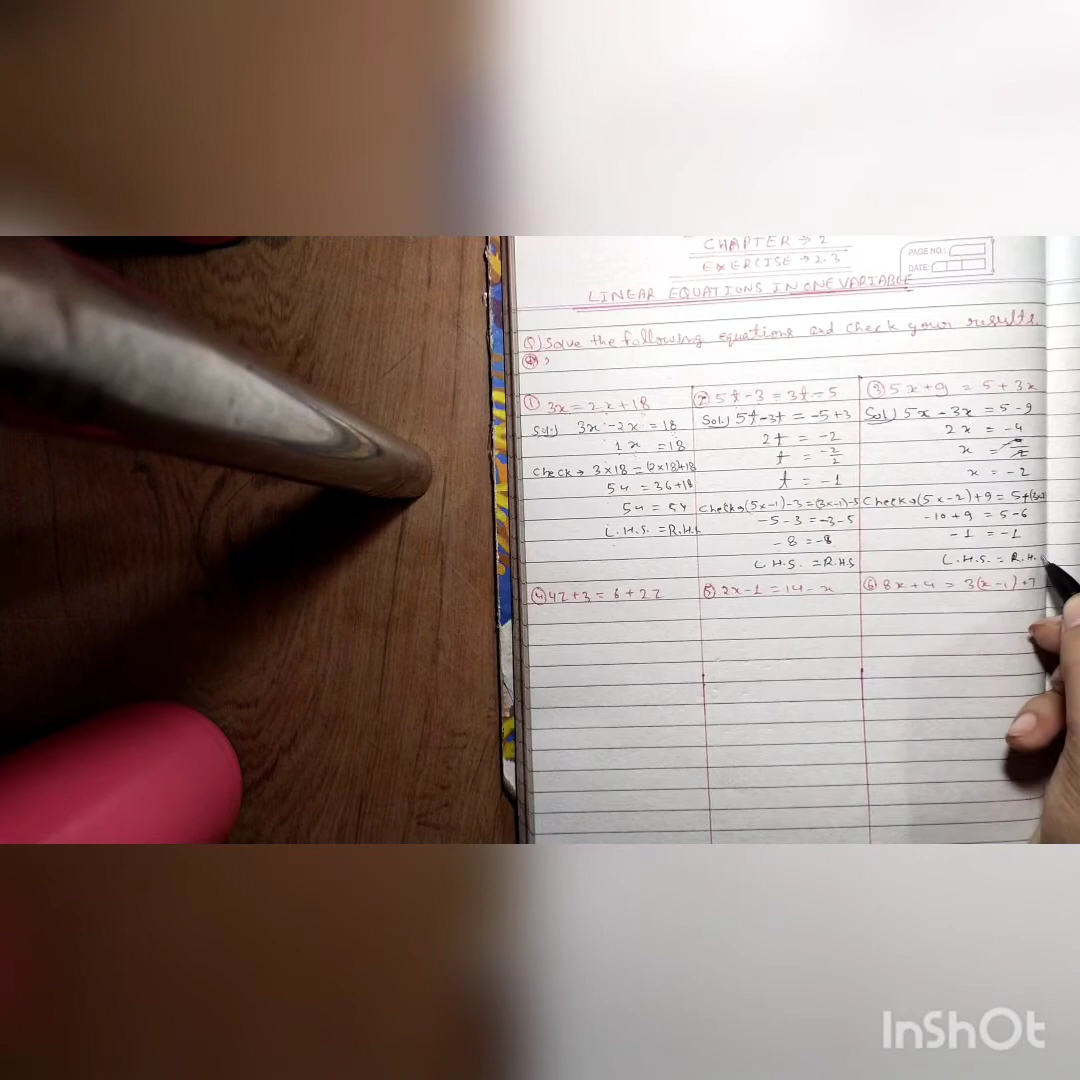 CHAPTER → 2
EXERCISE → 2.3
PAGE NO.:
DATE:
LINEAR EQUATIONS IN ONE VARIABLE
Q) Solve the following equations and check your results.
① 3x = 2x + 18
Sol.) 3x - 2x = 18
1x = 18
Check → 3×18 = (2×18)+18
54 = 36+18
54 = 54
L.H.S. = R.H.S
② 5t - 3 = 3t - 5
Sol.) 5t - 3t = -5 + 3
2t = -2
t = -2/2
t = -1
Check → (5x-1)-3 = (3x-1)-5
-5-3 = -3-5
-8 = -8
L.H.S. = R.H.S
③ 5x + 9 = 5 + 3x
Sol.) 5x - 3x = 5 - 9
2x = -4
x =
x = -2
Check → (5x-2)+9 = 5+
-10+9 = 5-6
-1 = -1
L.H.S. = R.H.
④ 4z + 3 = 6 + 2z
⑤ 2x - 1 = 14 - x
⑥ 8x + 4 = 3(x-1) + 7
InShOt